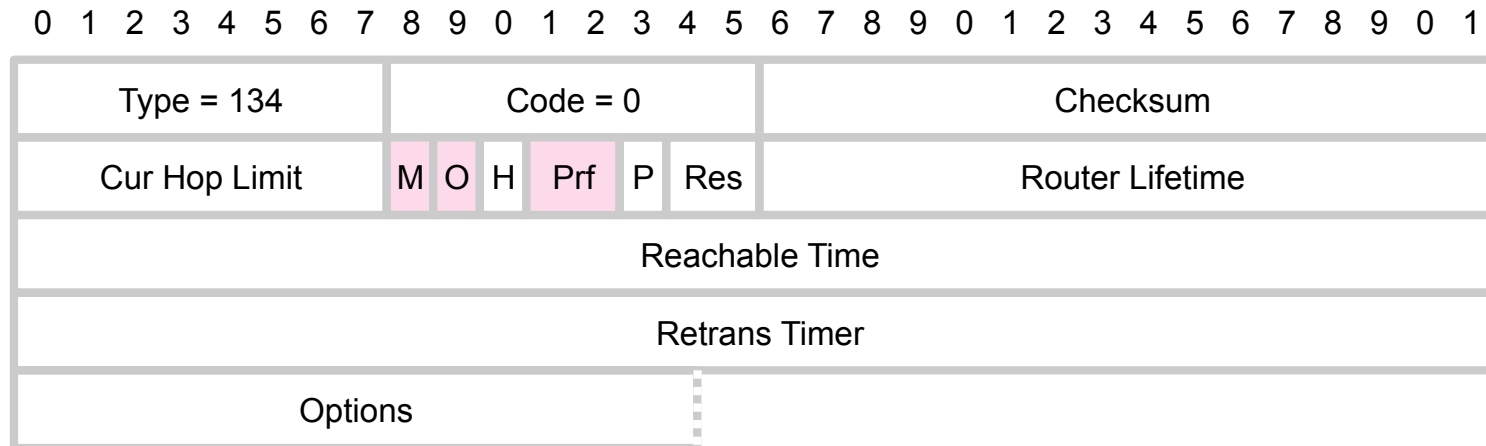 0 1 2 3 4 5 6 7 8 9 0 1 2 3 4 5 6 7 8 9 0 1 2 3 4 5 6 7 8 9 0 1
Type = 134 Code = 0 Checksum
Cur Hop Limit M O H Prf P Res Router Lifetime
Reachable Time
Retrans Timer
Options